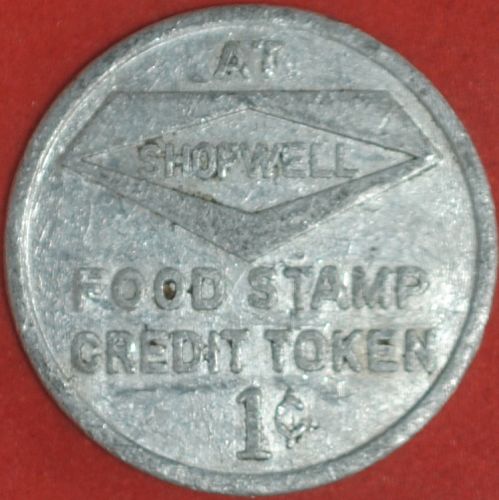 AT
SHOPWELL
FOOD STAMP
CREDIT TOKEN
1¢